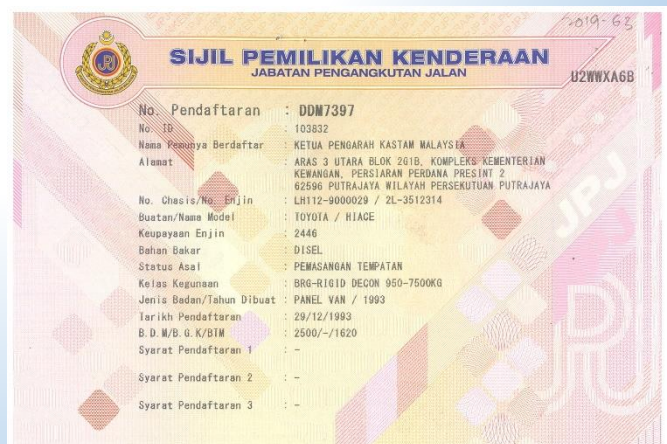 2019-63
SIJIL PEMILIKAN KENDERAAN
JABATAN PENGANGKUTAN JALAN
U2WWXA6B
No. Pendaftaran : DDM7397
No. ID : 103832
Nama Pemunya Berdaftar : KETUA PENGARAH KASTAM MALAYSIA
Alamat : ARAS 3 UTARA BLOK 2G1B, KOMPLEKS KEMENTERIAN
KEWANGAN, PERSIARAN PERDANA PRESINT 2
62596 PUTRAJAYA WILAYAH PERSEKUTUAN PUTRAJAYA
No. Chasis/No. Enjin : LH112-9000029 / 2L-3512314
Buatan/Nama Model : TOYOTA / HIACE
Keupayaan Enjin : 2446
Bahan Bakar : DISEL
Status Asal : PEMASANGAN TEMPATAN
Kelas Kegunaan : BRG-RIGID DECON 950-7500KG
Jenis Badan/Tahun Dibuat : PANEL VAN / 1993
Tarikh Pendaftaran : 29/12/1993
B.D.M/B.G.K/BTM : 2500/-/1620
Syarat Pendaftaran 1 : -
Syarat Pendaftaran 2 : -
Syarat Pendaftaran 3 : -
JPJ